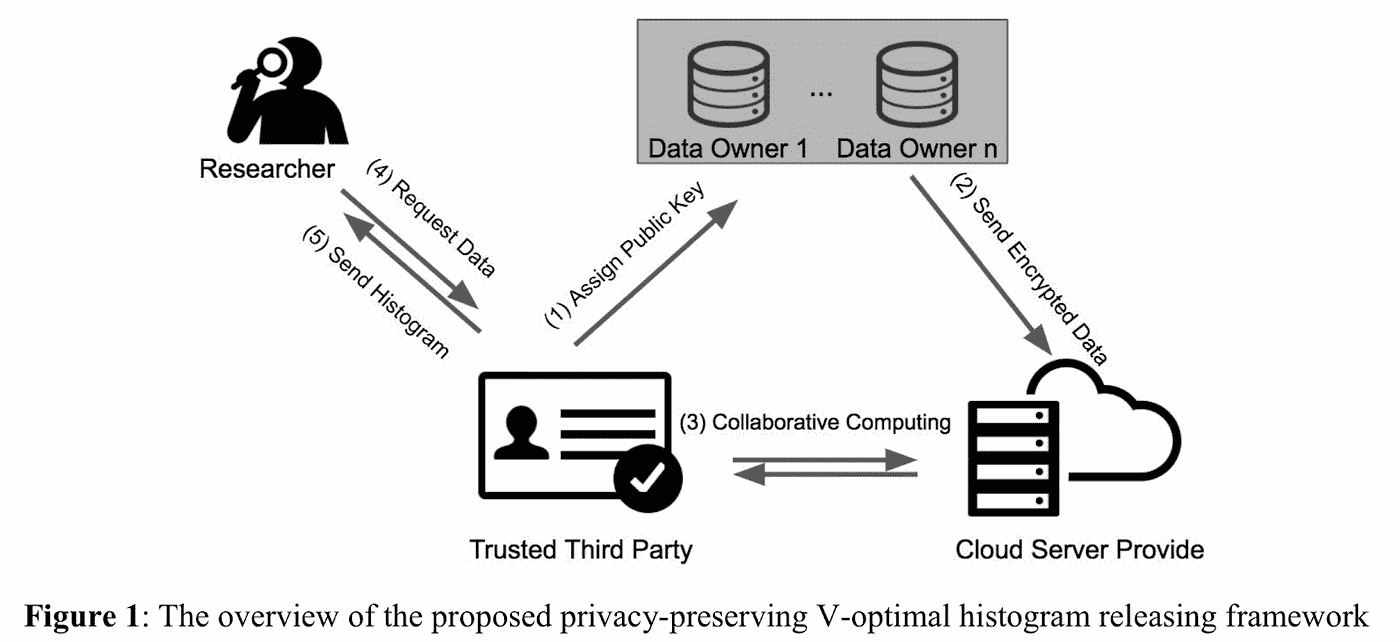 Researcher
Data Owner 1
...
Data Owner n
(4) Request Data
(5) Send Histogram
(1) Assign Public Key
(2) Send Encrypted Data
(3) Collaborative Computing
Trusted Third Party
Cloud Server Provide
Figure 1: The overview of the proposed privacy-preserving V-optimal histogram releasing framework